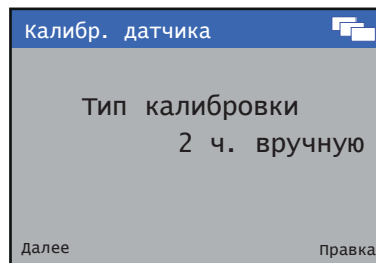 Калибр. датчика
Тип калибровки
2 ч. вручную
Далее
Правка